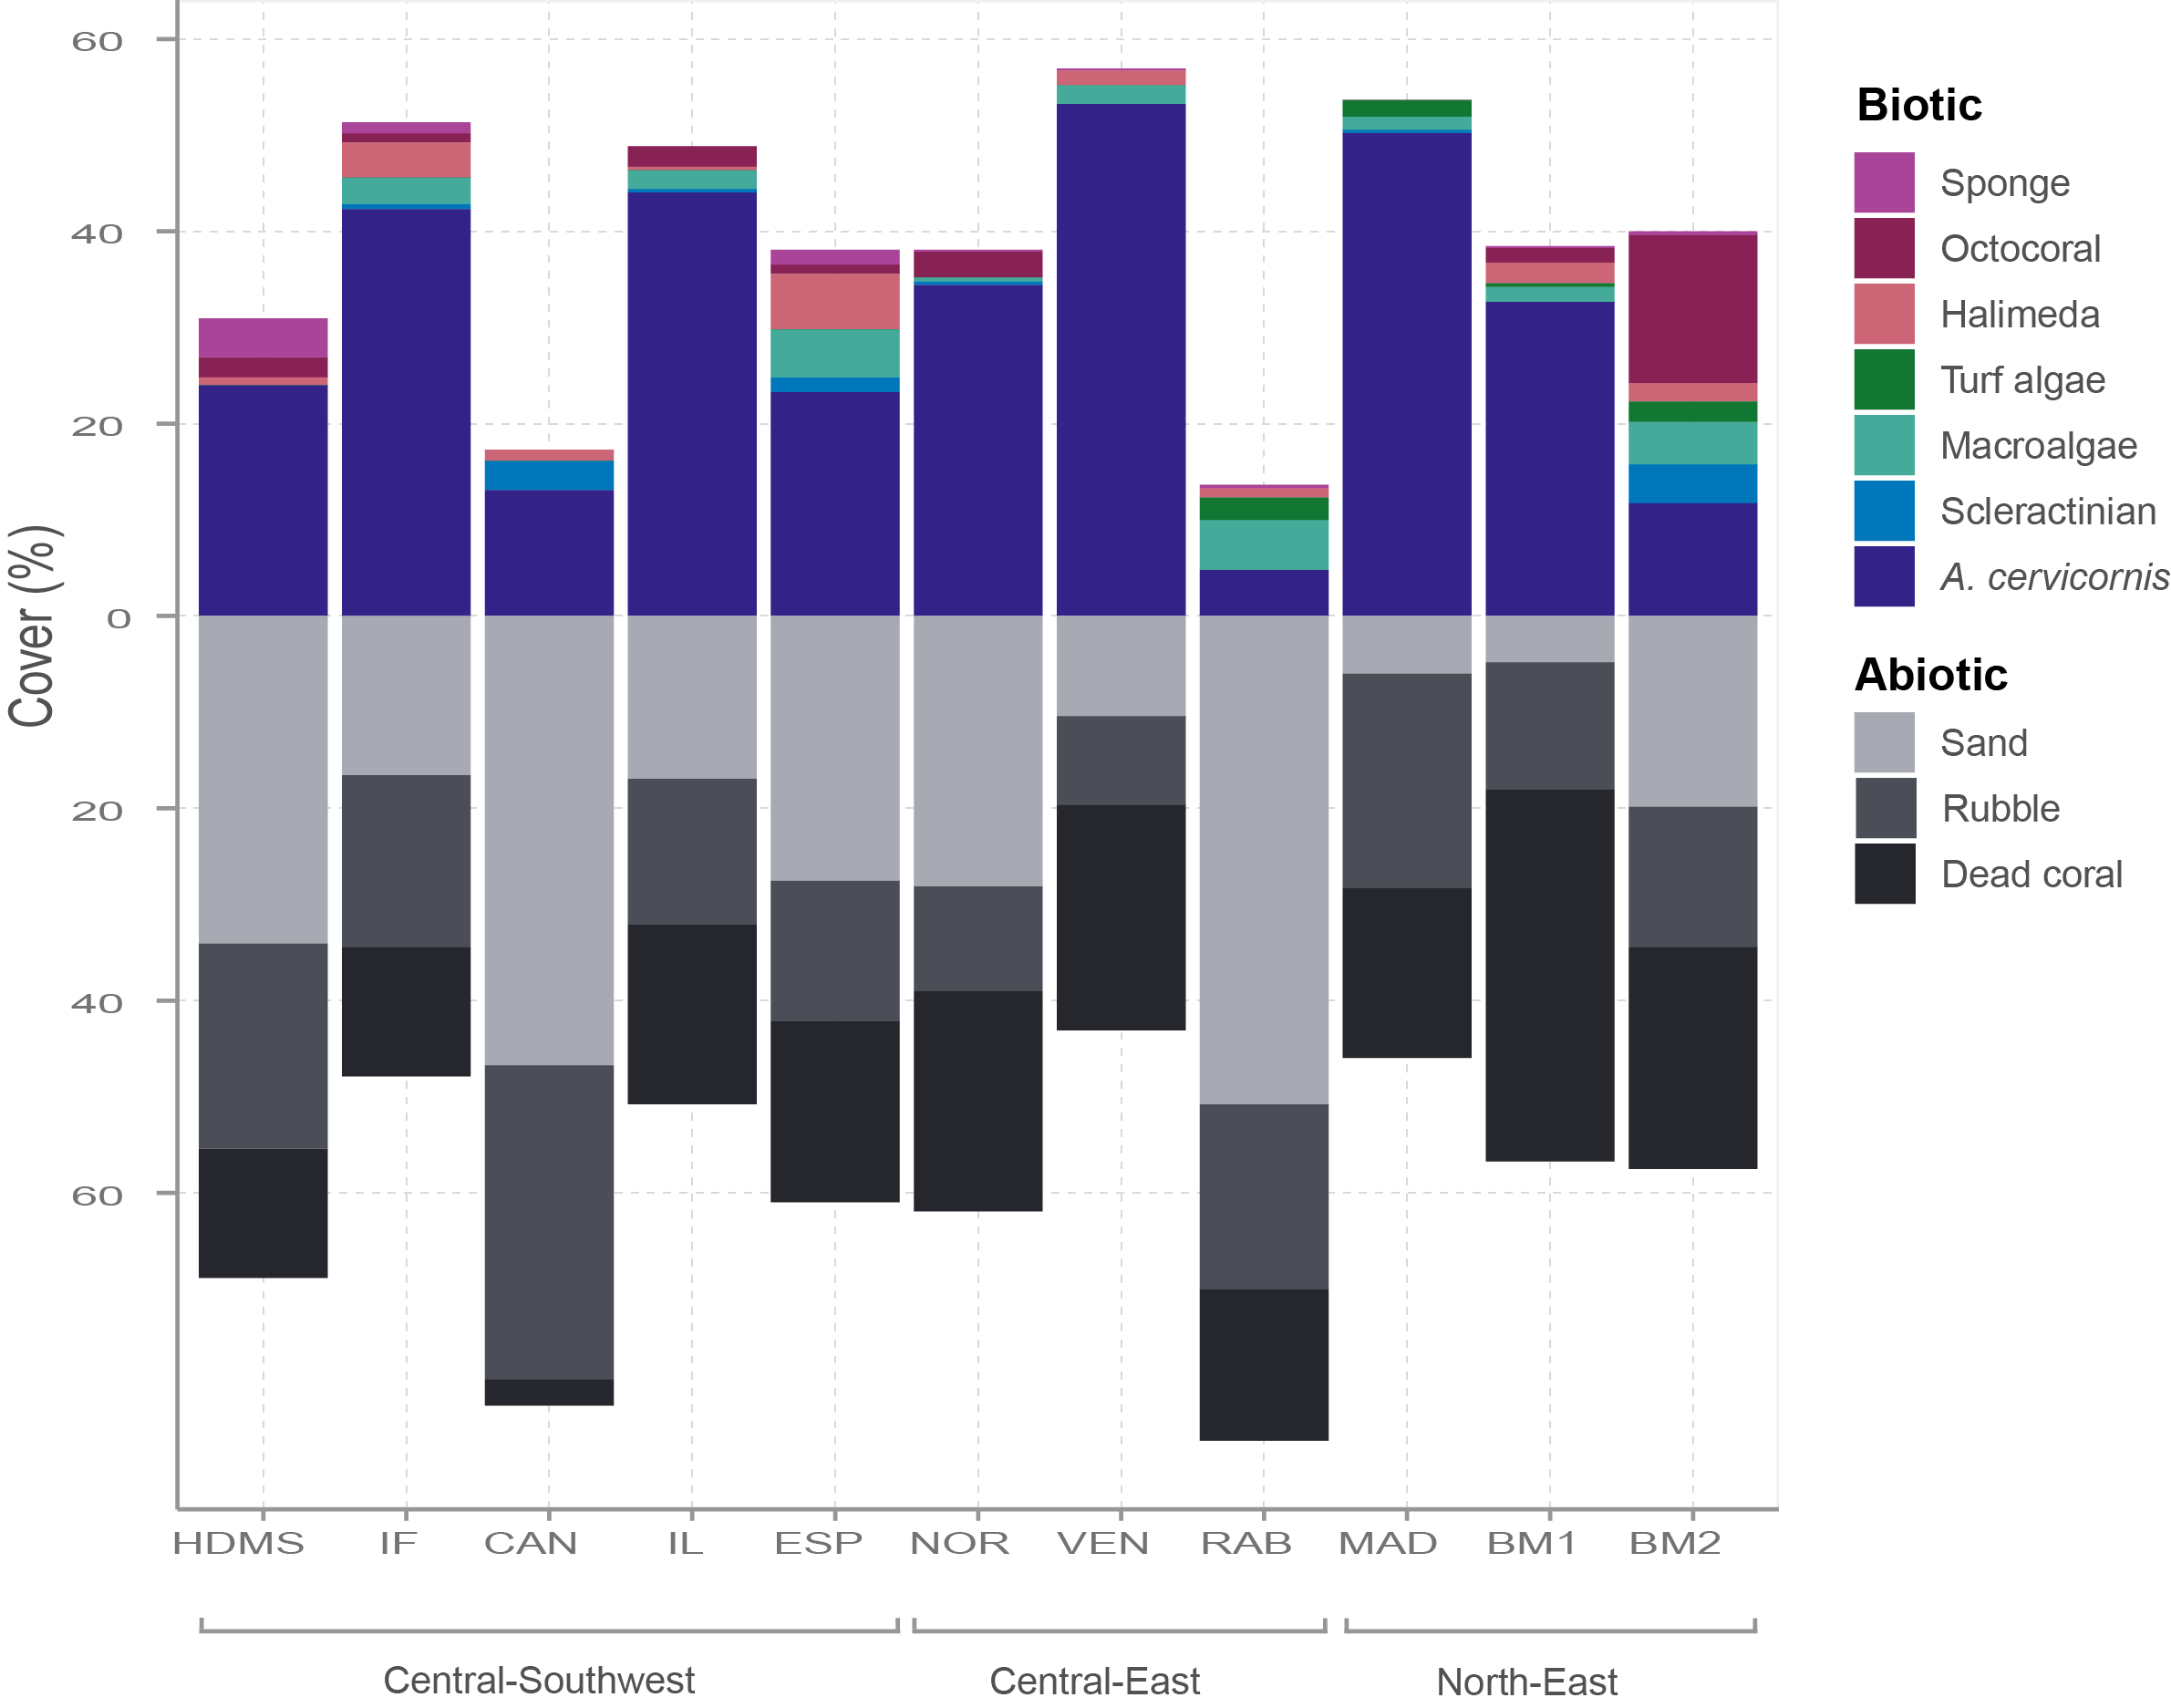 Cover (%)
60
40
20
0
20
40
60
HDMS IF CAN IL ESP NOR VEN RAB MAD BM1 BM2
Central-Southwest Central-East North-East
Biotic
Sponge
Octocoral
Halimeda
Turf algae
Macroalgae
Scleractinian
A. cervicornis
Abiotic
Sand
Rubble
Dead coral